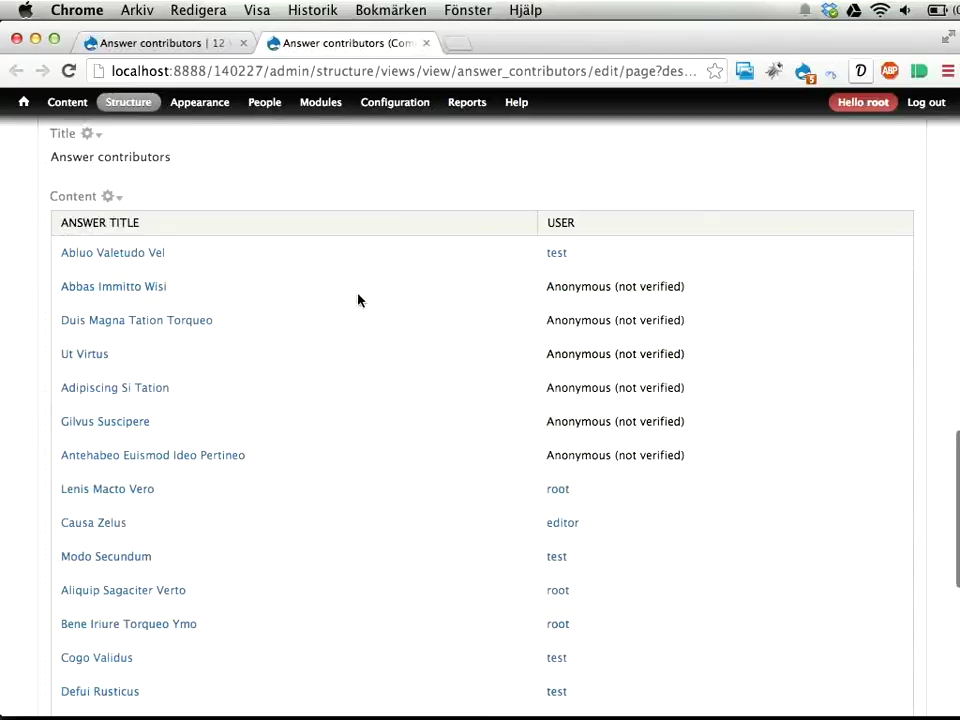 Chrome Arkiv Redigera Visa Historik Bokmärken Fönster Hjälp
Answer contributors | 12
Answer contributors (Com
localhost:8888/140227/admin/structure/views/view/answer_contributors/edit/page?des...
5
D
ABP
Content Structure Appearance People Modules Configuration Reports Help Hello root Log out
Title
Answer contributors
Content
ANSWER TITLE USER
Abluo Valetudo Vel test
Abbas Immitto Wisi Anonymous (not verified)
Duis Magna Tation Torqueo Anonymous (not verified)
Ut Virtus Anonymous (not verified)
Adipiscing Si Tation Anonymous (not verified)
Gilvus Suscipere Anonymous (not verified)
Antehabeo Euismod Ideo Pertineo Anonymous (not verified)
Lenis Macto Vero root
Causa Zelus editor
Modo Secundum test
Aliquip Sagaciter Verto root
Bene Iriure Torqueo Ymo root
Cogo Validus test
Defui Rusticus test